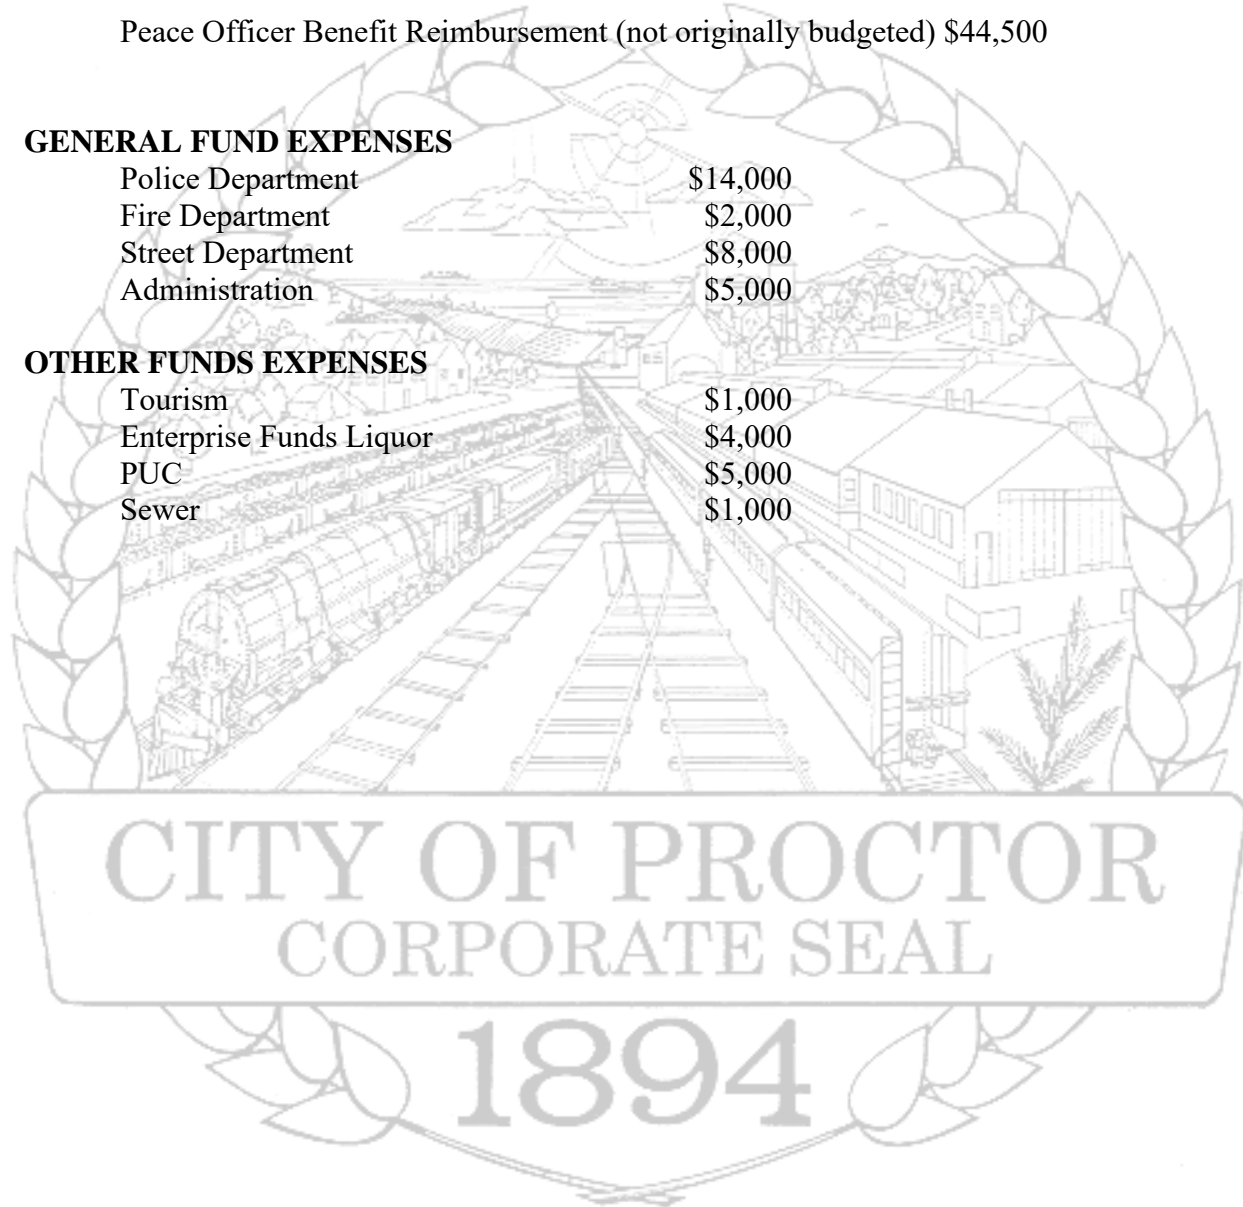 Peace Officer Benefit Reimbursement (not originally budgeted) $44,500
GENERAL FUND EXPENSES
Police Department $14,000
Fire Department $2,000
Street Department $8,000
Administration $5,000
OTHER FUNDS EXPENSES
Tourism $1,000
Enterprise Funds Liquor $4,000
PUC $5,000
Sewer $1,000
CITY OF PROCTOR
CORPORATE SEAL
1894